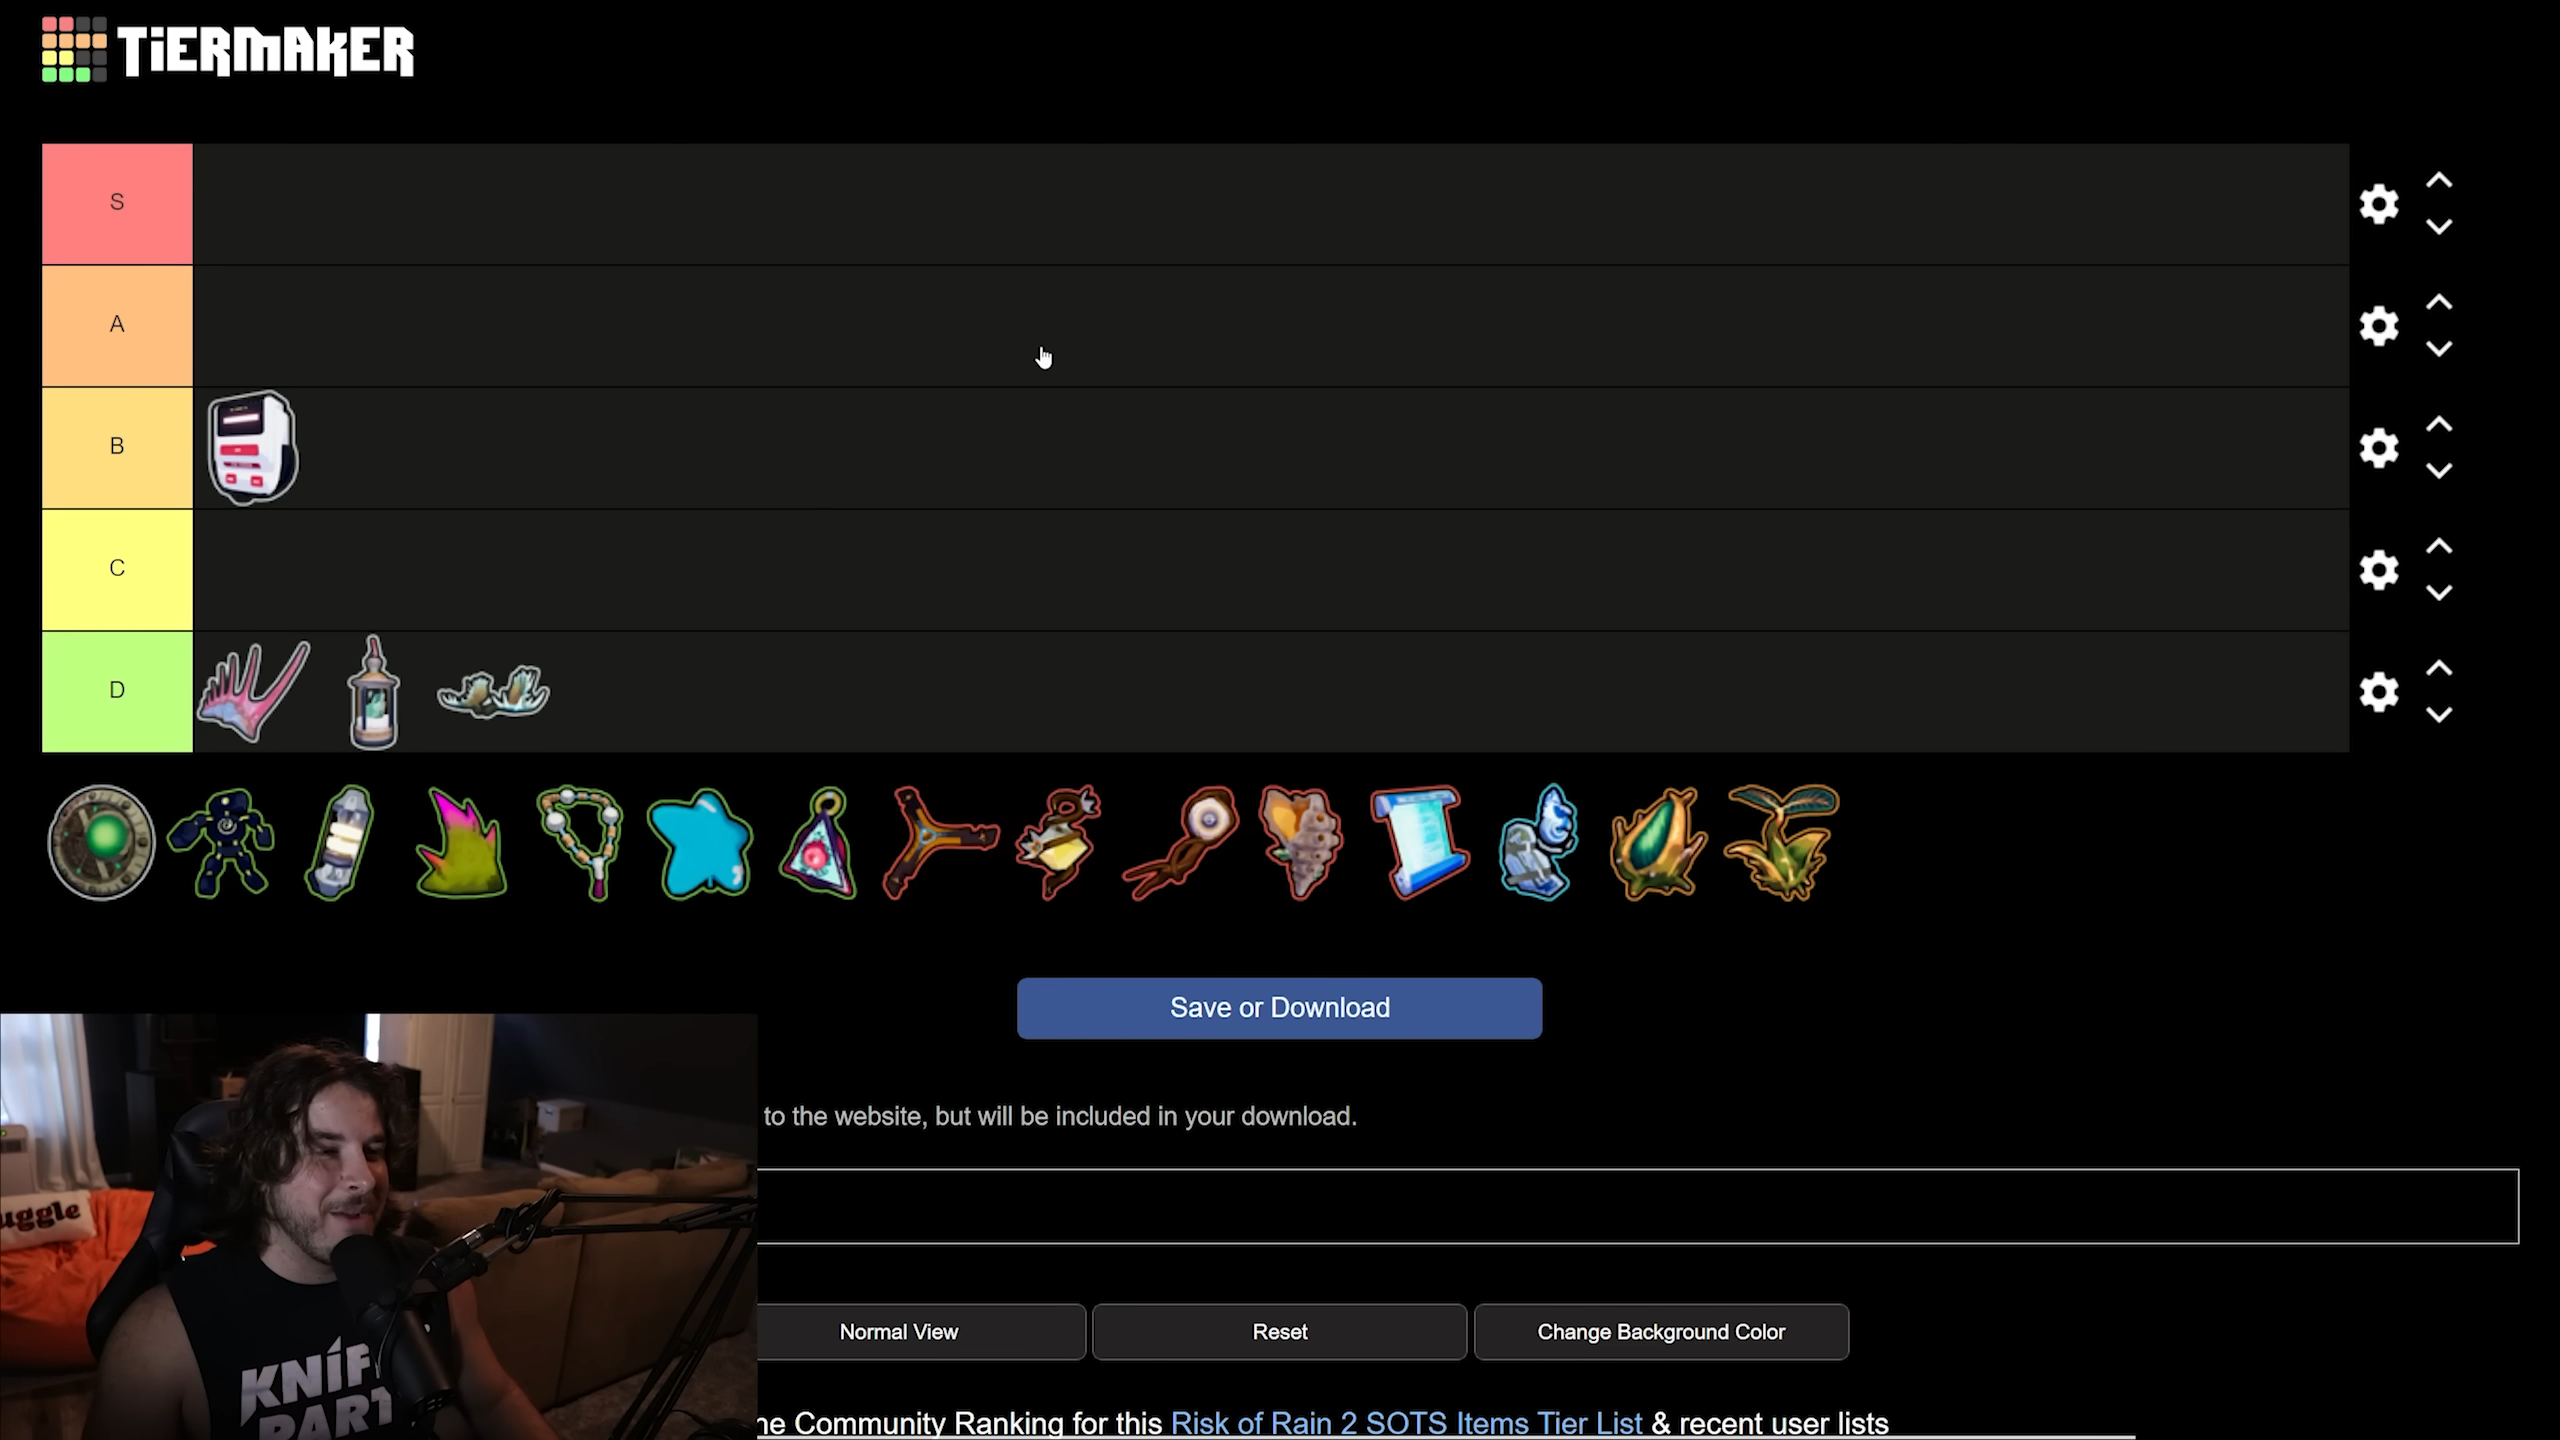 TiERMAKER
S
A
B
C
D
Save or Download
to the website, but will be included in your download.
uggle
KNiF
PART
Normal View
Reset
Change Background Color
he Community Ranking for this Risk of Rain 2 SOTS Items Tier List & recent user lists